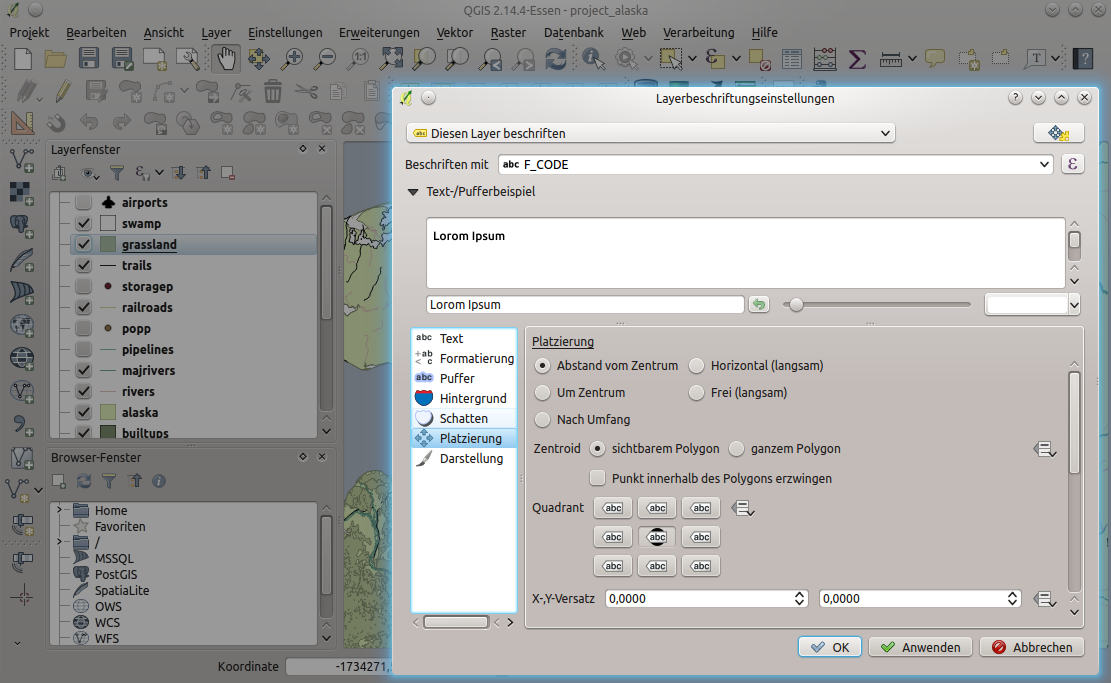 QGIS 2.14.4-Essen - project_alaska
Projekt Bearbeiten Ansicht Layer Einstellungen Erweiterungen Vektor Raster Datenbank Web Verarbeitung Hilfe
Layerfenster
airports
swamp
grassland
trails
storagep
railroads
popp
pipelines
majrivers
rivers
alaska
builtups
Browser-Fenster
Home
Favoriten
/
MSSQL
PostGIS
SpatiaLite
OWS
WCS
WFS
Koordinate -1734271,
Layerbeschriftungseinstellungen
abc Diesen Layer beschriften
Beschriften mit abc F_CODE ε
Text-/Pufferbeispiel
Lorom Ipsum
Lorom Ipsum
abc Text
+ab < c Formatierung
abc Puffer
Hintergrund
Schatten
Platzierung
Darstellung
Platzierung
Abstand vom Zentrum Horizontal (langsam)
Um Zentrum Frei (langsam)
Nach Umfang
Zentroid sichtbarem Polygon ganzem Polygon
Punkt innerhalb des Polygons erzwingen
Quadrant abc abc abc
abc abc abc
abc abc abc
X-,Y-Versatz 0,0000 0,0000
OK Anwenden Abbrechen